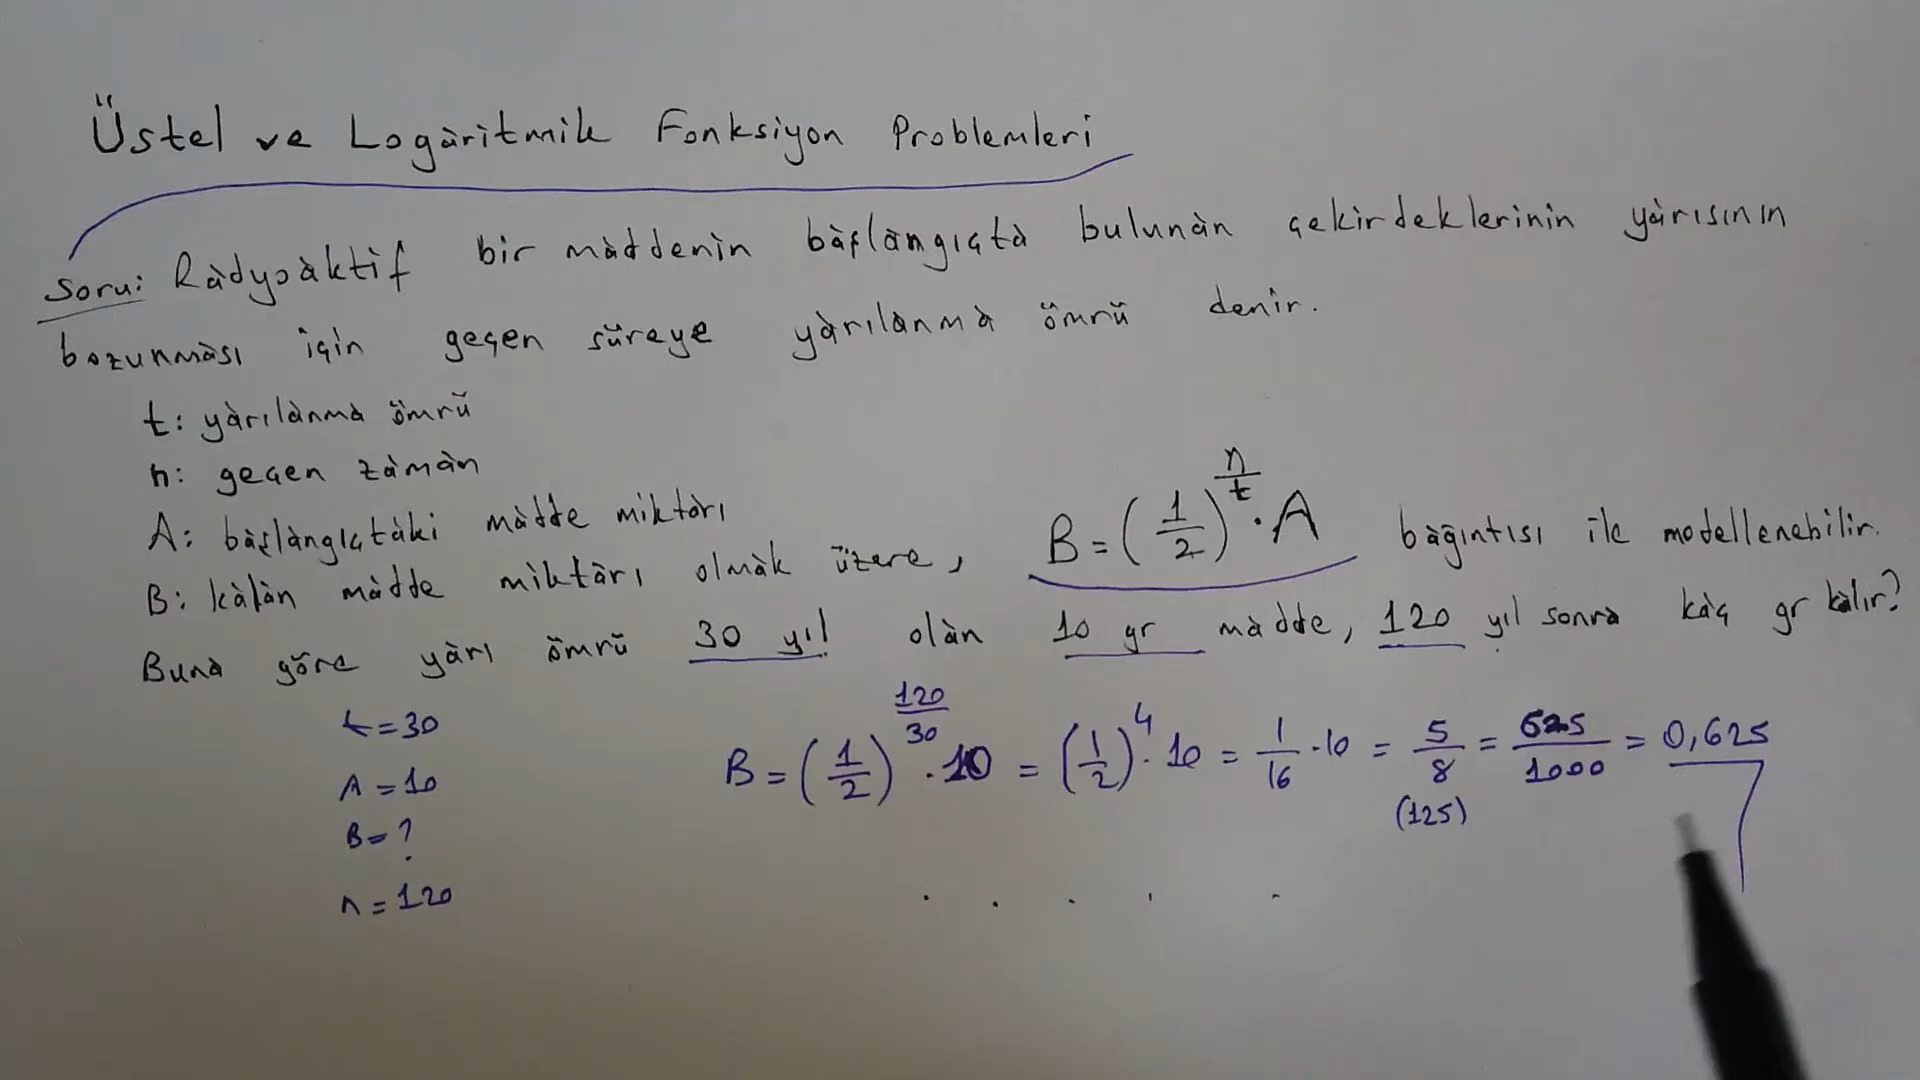 Üstel ve Logaritmik Fonksiyon Problemleri
Soru: Radyoaktif bir maddenin başlangıçta bulunan çekirdeklerinin yarısının
bozunması için geçen süreye yarılanma ömrü denir.
t: yarılanma ömrü
n: geçen zaman
A: başlangıçtaki madde miktarı
B: kalan madde miktarı olmak üzere, B = (1/2)^(n/t) · A bağıntısı ile modellenebilir.
Buna göre yarı ömrü 30 yıl olan 10 gr madde, 120 yıl sonra kaç gr kalır?
t = 30
A = 10
B = ?
n = 120
B = (1/2)^(120/30) · 10 = (1/2)^4 · 10 = 1/16 · 10 = 5/8 = 625/1000 = 0,625
(125)